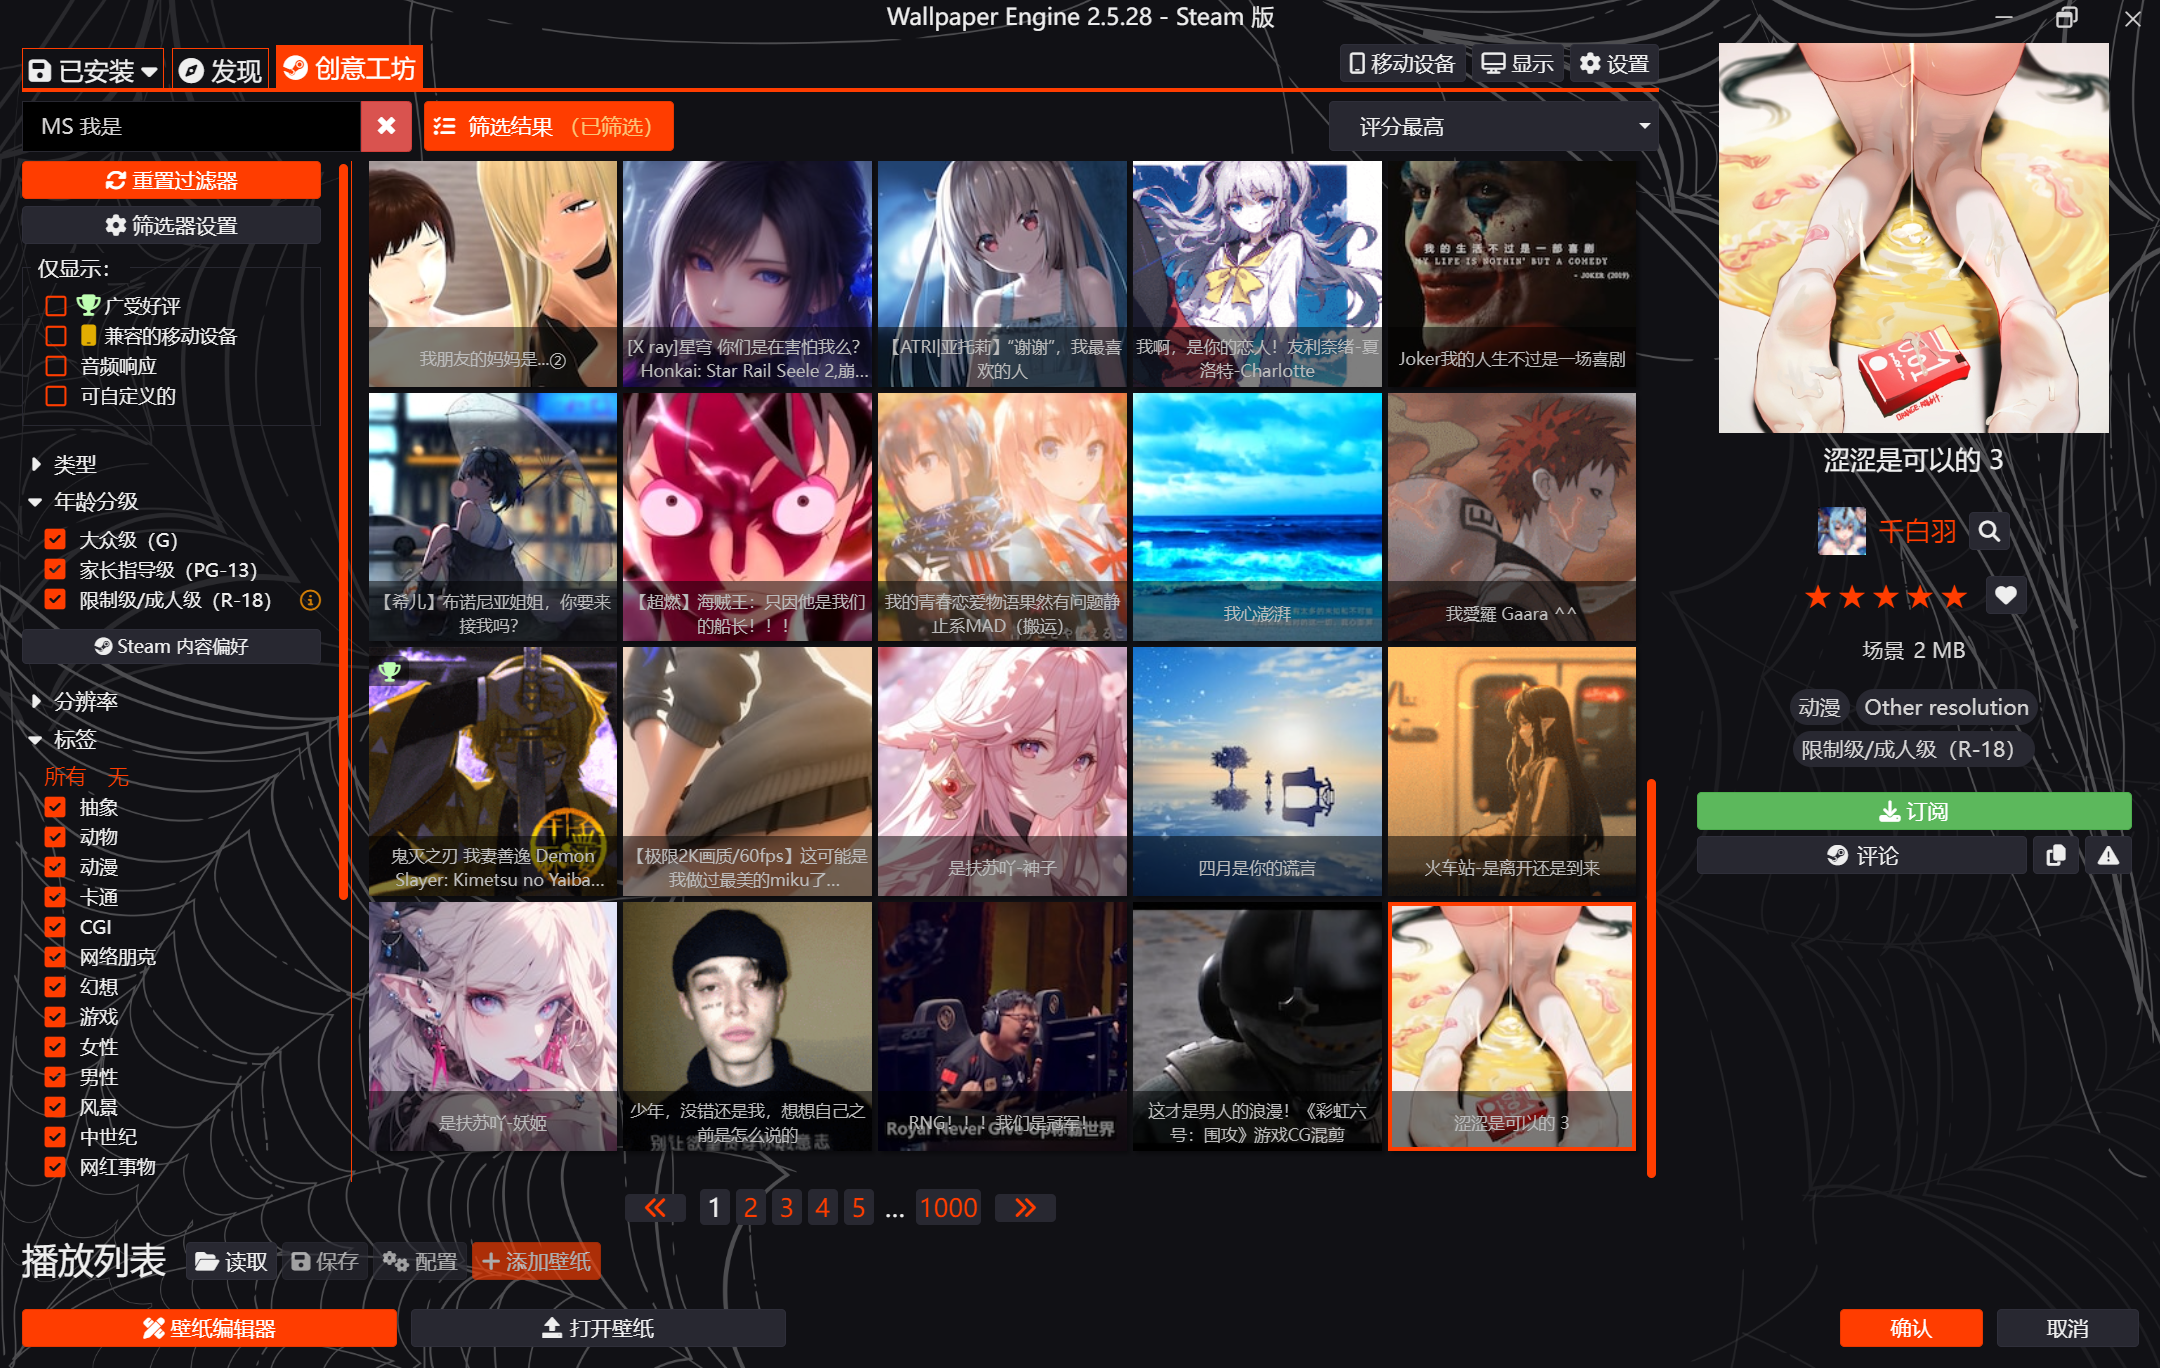 Wallpaper Engine 2.5.28 - Steam 版
已安装
发现
创意工坊
移动设备
显示
设置
MS 我是
筛选结果
（已筛选）
评分最高
重置过滤器
筛选器设置
仅显示:
广受好评
兼容的移动设备
音频响应
可自定义的
类型
年龄分级
大众级（G）
家长指导级（PG-13）
限制级/成人级（R-18）
Steam 内容偏好
分辨率
标签
所有 无
抽象
动物
动漫
卡通
CGI
网络朋克
幻想
游戏
女性
男性
风景
中世纪
网红事物
我朋友的妈妈是...②
[X ray]星穹 你们是在害怕我么？
Honkai: Star Rail Seele 2,崩...
【ATRI|亚托莉】“谢谢”，我最喜
欢的人
我啊，是你的恋人！友利奈绪-夏
洛特-Charlotte
我的生活不过是一部喜剧
MY LIFE IS NOTHIN' BUT A COMEDY
- JOKER (2019)
Joker我的人生不过是一场喜剧
【希儿】布诺尼亚姐姐，你要来
接我吗？
【超燃】海贼王：只因他是我们
的船长！！！
我的青春恋爱物语果然有问题静
止系MAD（搬运）
我心澎湃
我愛羅 Gaara ^^
鬼灭之刃 我妻善逸 Demon
Slayer: Kimetsu no Yaiba...
【极限2K画质/60fps】这可能是
我做过最美的miku了...
是扶苏吖-神子
四月是你的谎言
火车站-是离开还是到来
是扶苏吖-妖姬
少年，没错还是我，想想自己之
前是怎么说的
RNG！！！我们是冠军！
Royal Never Give Up
这才是男人的浪漫！《彩虹六
号：围攻》游戏CG混剪
涩涩是可以的 3
1 2 3 4 5 ... 1000
播放列表
读取
保存
配置
添加壁纸
壁纸编辑器
打开壁纸
0.01
涩涩是可以的 3
千白羽
场景 2 MB
动漫
Other resolution
限制级/成人级（R-18）
订阅
评论
确认
取消